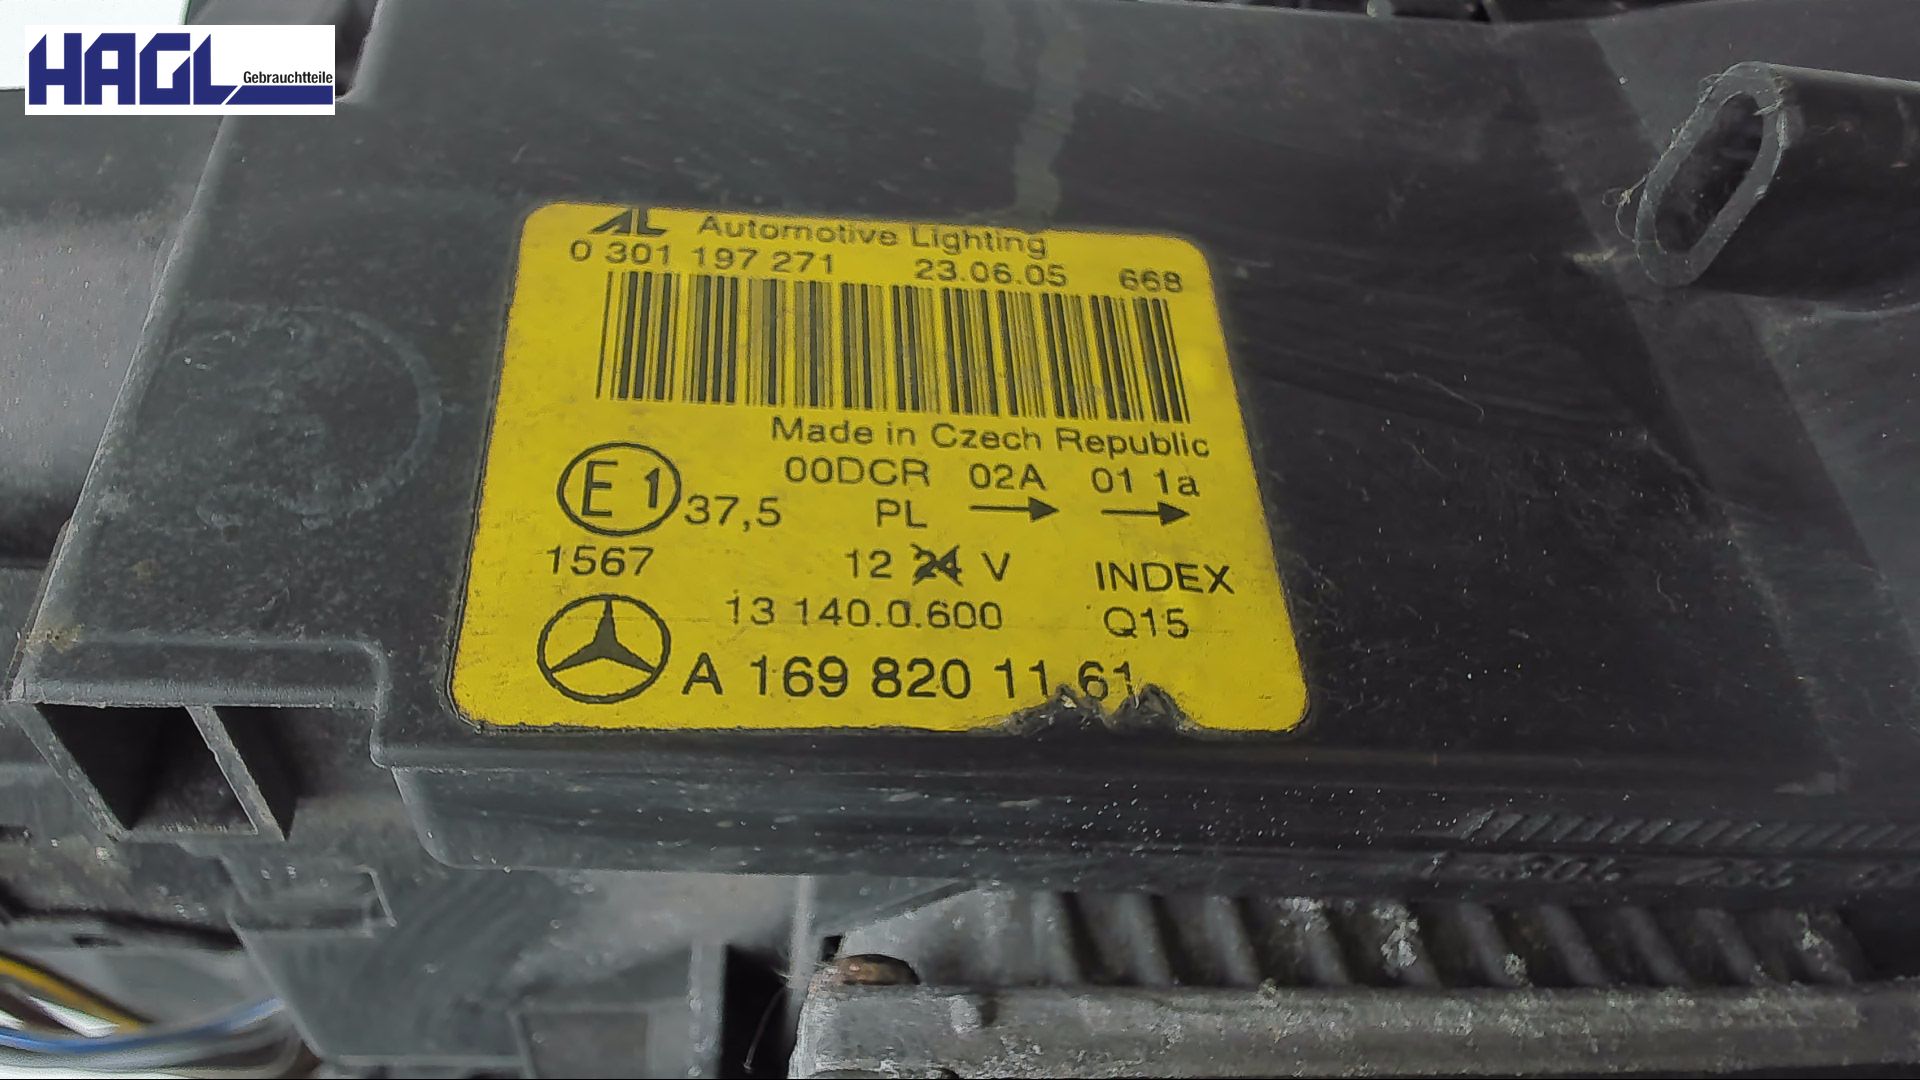 HAGL Gebrauchtteile
AL Automotive Lighting
0 301 197 271 23.06.05 668
Made in Czech Republic
00DCR 02A 01 1a
E1 37,5 PL → →
1567 12 24 V INDEX
13 140.0.600 Q15
A 169 820 11 61